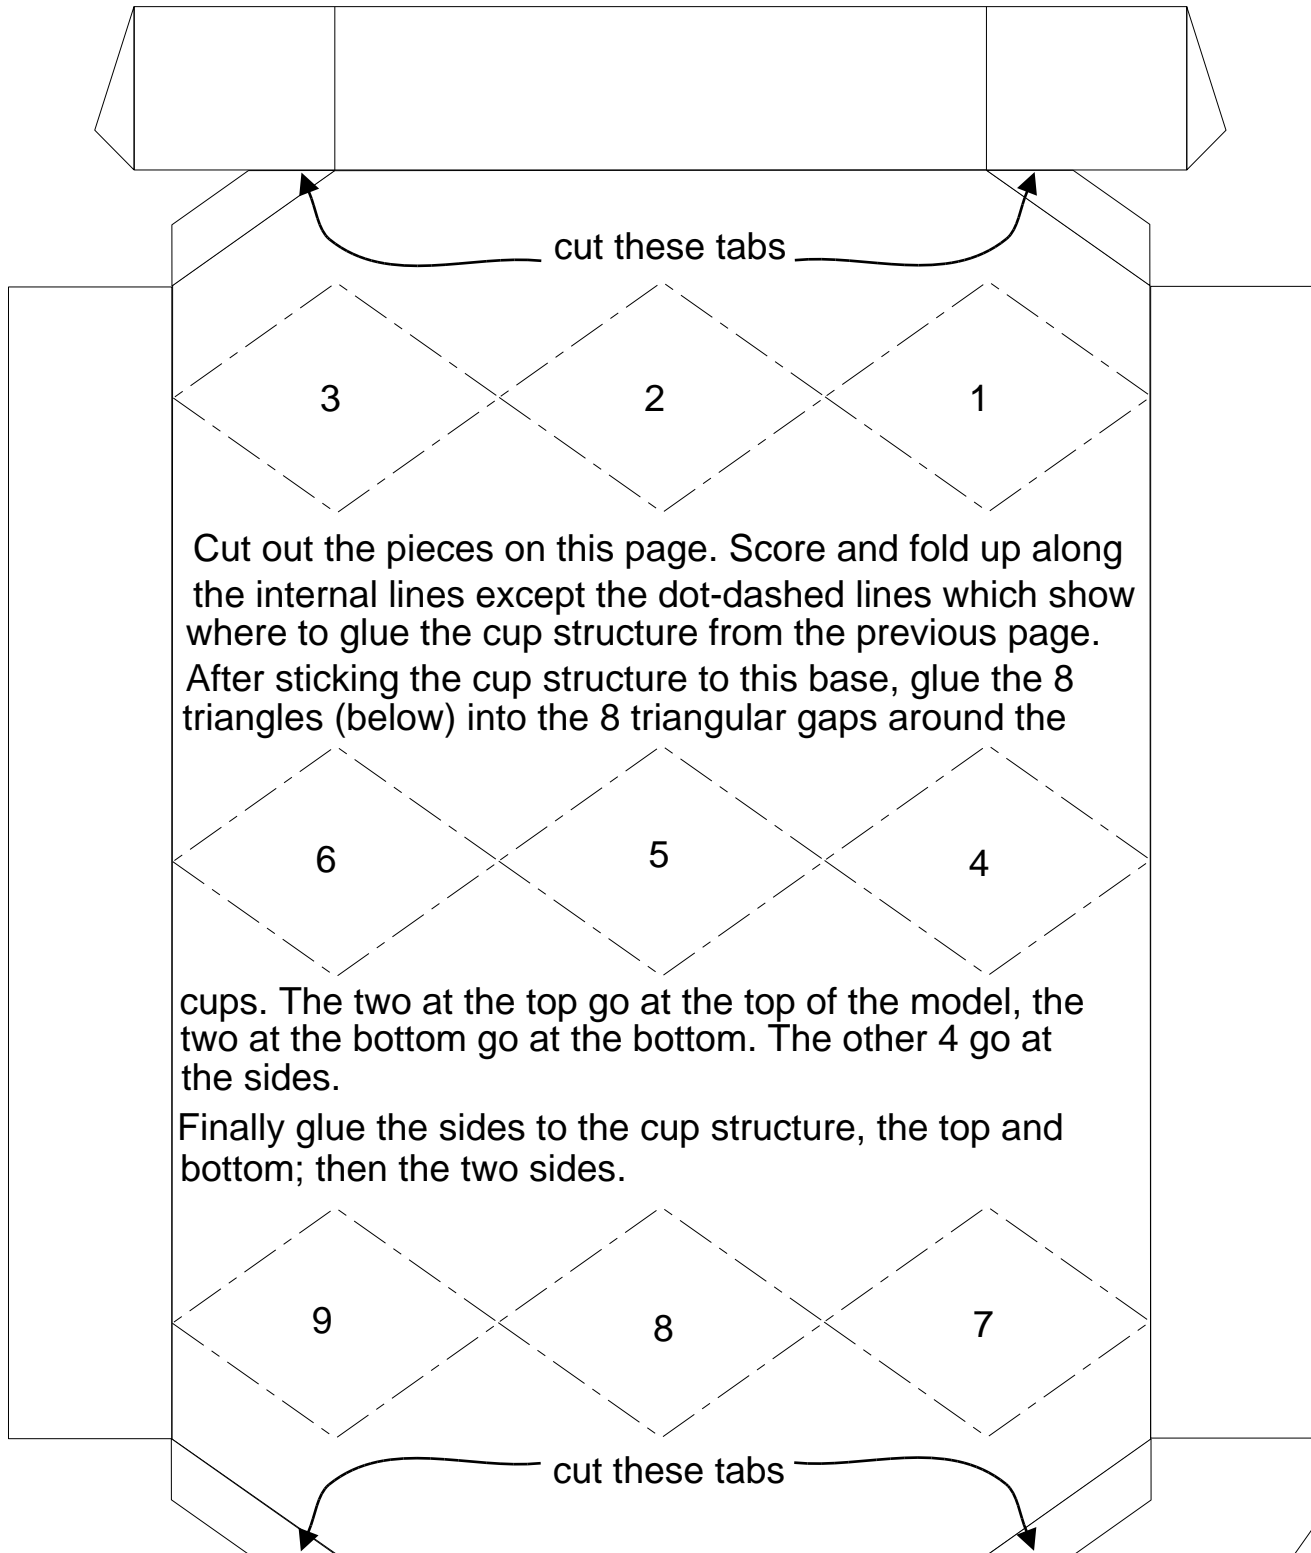 cut these tabs
3 2 1
Cut out the pieces on this page. Score and fold up along
the internal lines except the dot-dashed lines which show
where to glue the cup structure from the previous page.
After sticking the cup structure to this base, glue the 8
triangles (below) into the 8 triangular gaps around the
6 5 4
cups. The two at the top go at the top of the model, the
two at the bottom go at the bottom. The other 4 go at
the sides.
Finally glue the sides to the cup structure, the top and
bottom; then the two sides.
9 8 7
cut these tabs